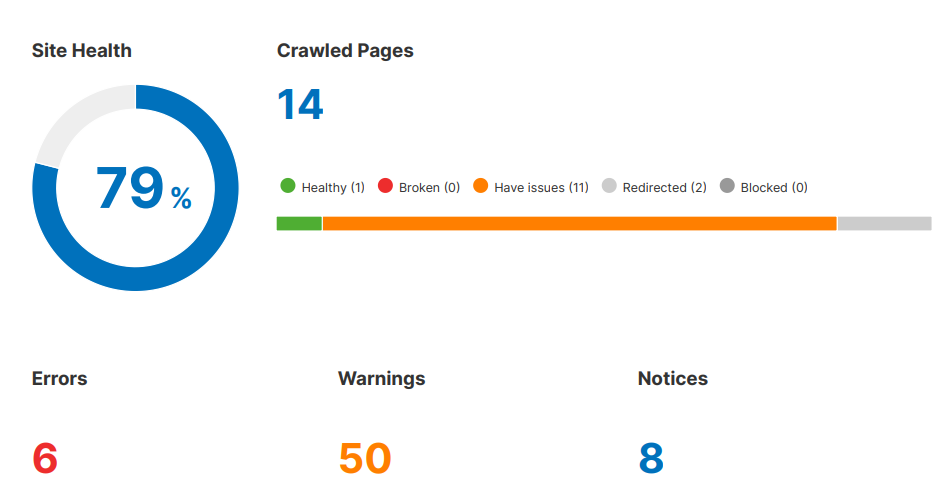 Site Health
79 %
Crawled Pages
14
Healthy (1) Broken (0) Have issues (11) Redirected (2) Blocked (0)
Errors
6
Warnings
50
Notices
8